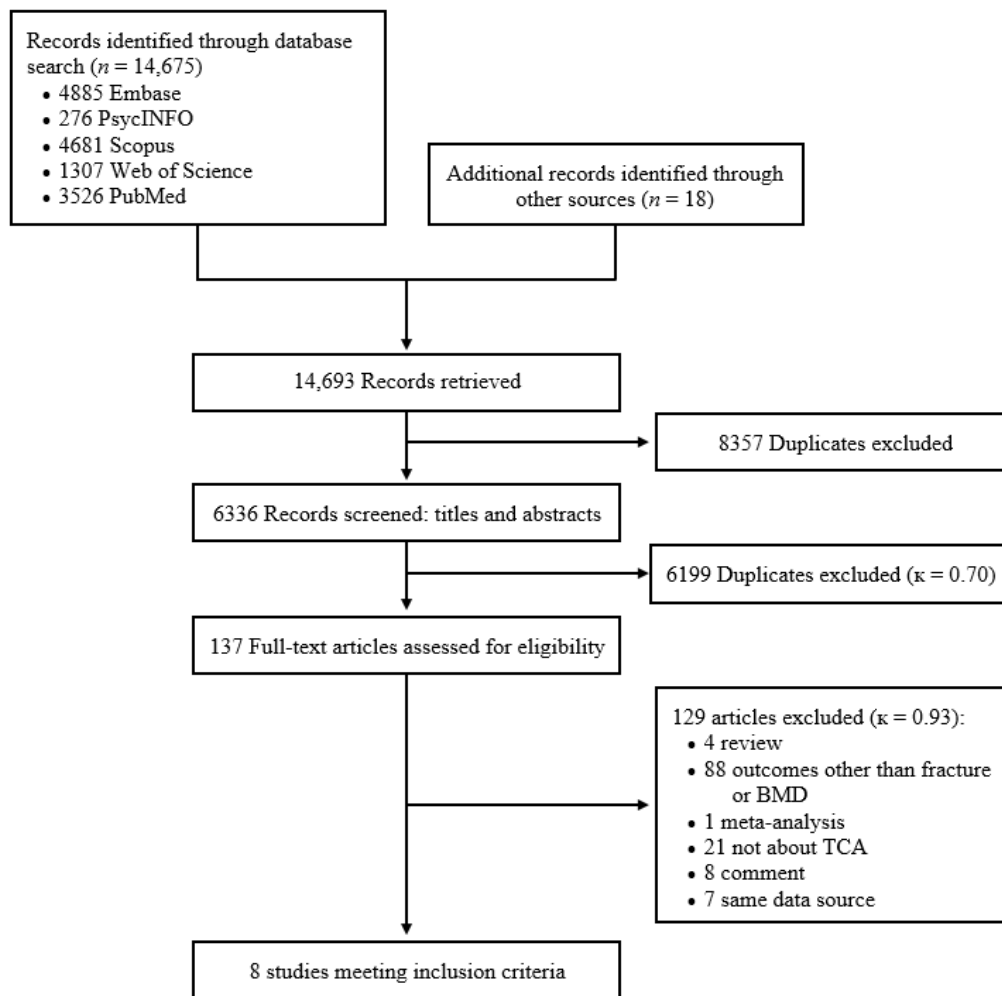 Records identified through database
search (n = 14,675)
• 4885 Embase
• 276 PsycINFO
• 4681 Scopus
• 1307 Web of Science
• 3526 PubMed
Additional records identified through
other sources (n = 18)
14,693 Records retrieved
8357 Duplicates excluded
6336 Records screened: titles and abstracts
6199 Duplicates excluded (κ = 0.70)
137 Full-text articles assessed for eligibility
129 articles excluded (κ = 0.93):
• 4 review
• 88 outcomes other than fracture
or BMD
• 1 meta-analysis
• 21 not about TCA
• 8 comment
• 7 same data source
8 studies meeting inclusion criteria